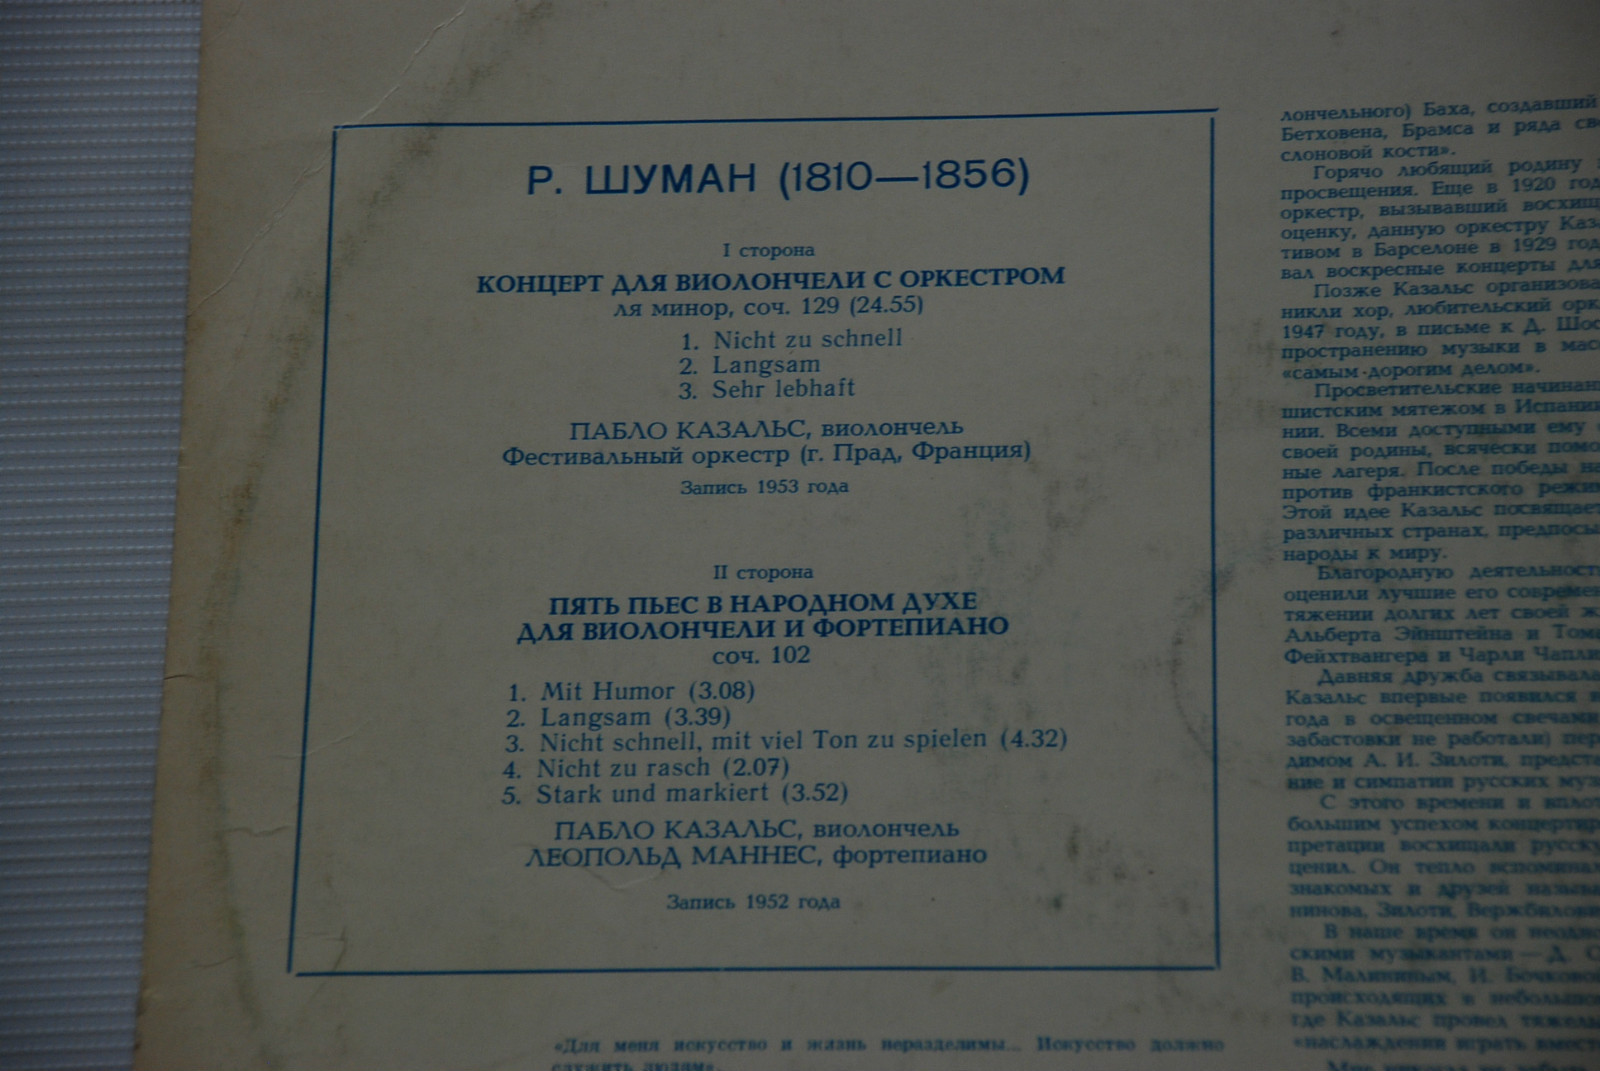 Р. ШУМАН (1810—1856)
I сторона
КОНЦЕРТ ДЛЯ ВИОЛОНЧЕЛИ С ОРКЕСТРОМ
ля минор, соч. 129 (24.55)
1. Nicht zu schnell
2. Langsam
3. Sehr lebhaft
ПАБЛО КАЗАЛЬС, виолончель
Фестивальный оркестр (г. Прад, Франция)
Запись 1953 года
II сторона
ПЯТЬ ПЬЕС В НАРОДНОМ ДУХЕ
ДЛЯ ВИОЛОНЧЕЛИ И ФОРТЕПИАНО
соч. 102
1. Mit Humor (3.08)
2. Langsam (3.39)
3. Nicht schnell, mit viel Ton zu spielen (4.32)
4. Nicht zu rasch (2.07)
5. Stark und markiert (3.52)
ПАБЛО КАЗАЛЬС, виолончель
ЛЕОПОЛЬД МАННЕС, фортепиано
Запись 1952 года
«Для меня искусство и жизнь неразделимы... Искусство должно
служить людям».
лончельного) Баха, создавший
Бетховена, Брамса и ряда
слоновой кости».
Горячо любящий родину
просвещения. Еще в 1920
оркестр, вызывавший
оценку, данную оркестру
тивом в Барселоне в 1929
вал воскресные концерты
Позже Казальс
никли хор, любительский
1947 году, в письме к Д.
пространению музыки в
«самым дорогим делом».
Просветительские
шистским мятежом в
нии. Всеми доступными ему
своей родины, всячески
ные лагеря. После победы
против франкистского
Этой идее Казальс
различных странах,
народы к миру.
Благородную
оценили лучшие его
тяжении долгих лет своей
Альберта Эйнштейна и
Фейхтвангера и Чарли
Давняя дружба
Казальс впервые появился
года в освещенном свечами
забастовки не работали)
димом А. И. Зилоти,
ние и симпатии русских
С этого времени и
большим успехом
претации восхищали
ценил. Он тепло
знакомых и друзей
нинова, Зилоти,
В наше время он
скими музыкантами — Д.
В. Малининым, И.
происходящих в
где Казальс провел
«наслаждении играть